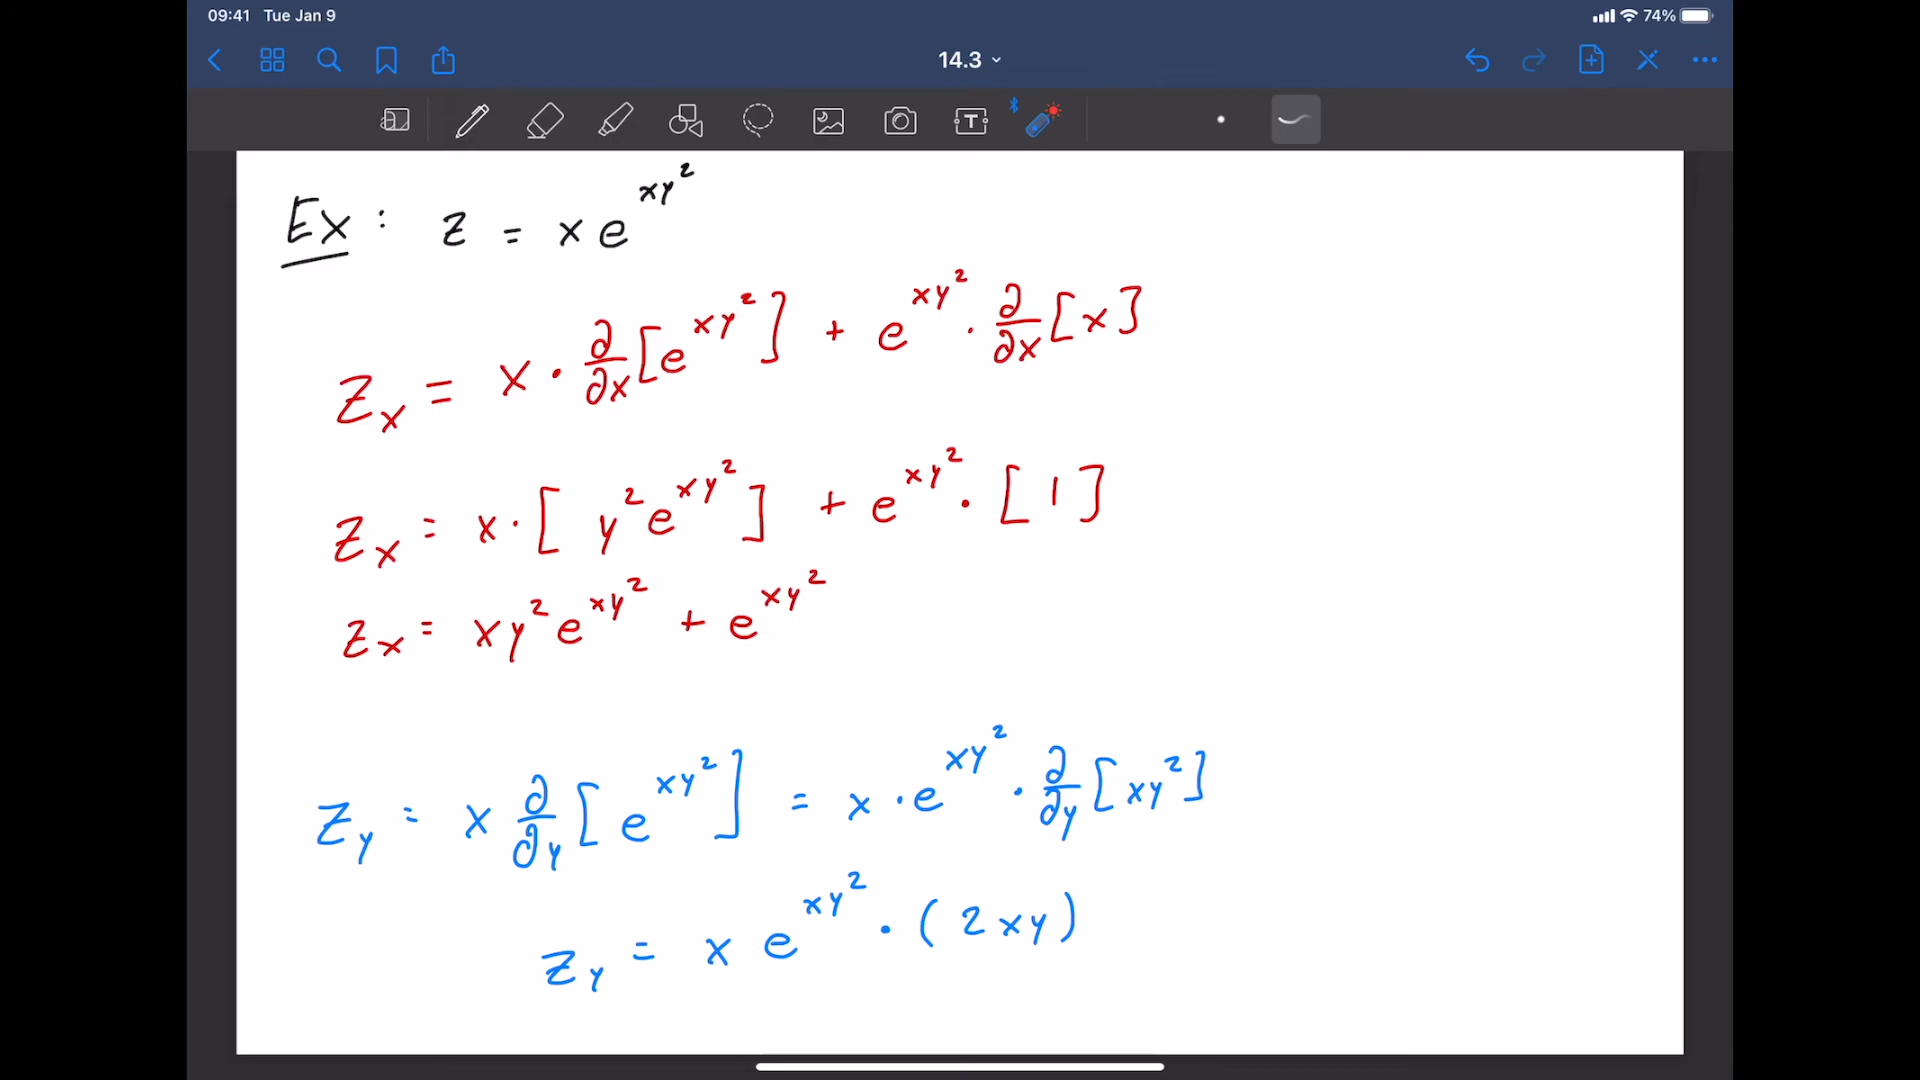 09:41 Tue Jan 9 74%
14.3
EX : z = xe^{xy^2}
Z_x = x · ∂/∂x [e^{xy^2}] + e^{xy^2} · ∂/∂x [x]
Z_x = x · [y^2 e^{xy^2}] + e^{xy^2} · [1]
Z_x = xy^2 e^{xy^2} + e^{xy^2}
Z_y = x ∂/∂y [e^{xy^2}] = x · e^{xy^2} · ∂/∂y [xy^2]
Z_y = x e^{xy^2} · (2xy)